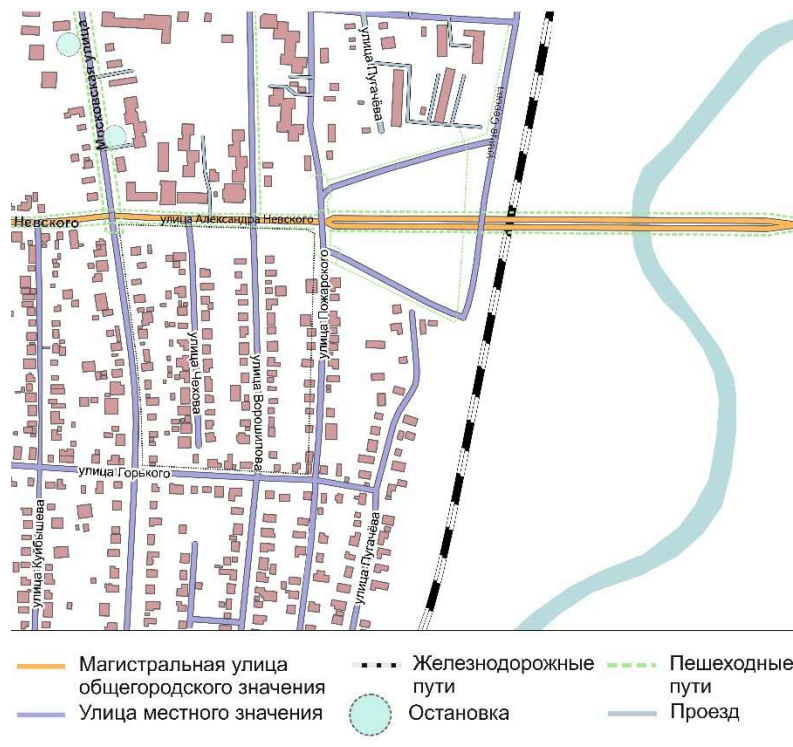 улица Пугачёва
Московская улица
улица Серова
Невского
улица Александра Невского
улица Пожарского
улица Чехова
улица Ворошилова
улица Горького
улица Куйбышева
улица Пугачёва
Магистральная улица
общегородского значения
Улица местного значения
Железнодорожные
пути
Остановка
Пешеходные
пути
Проезд